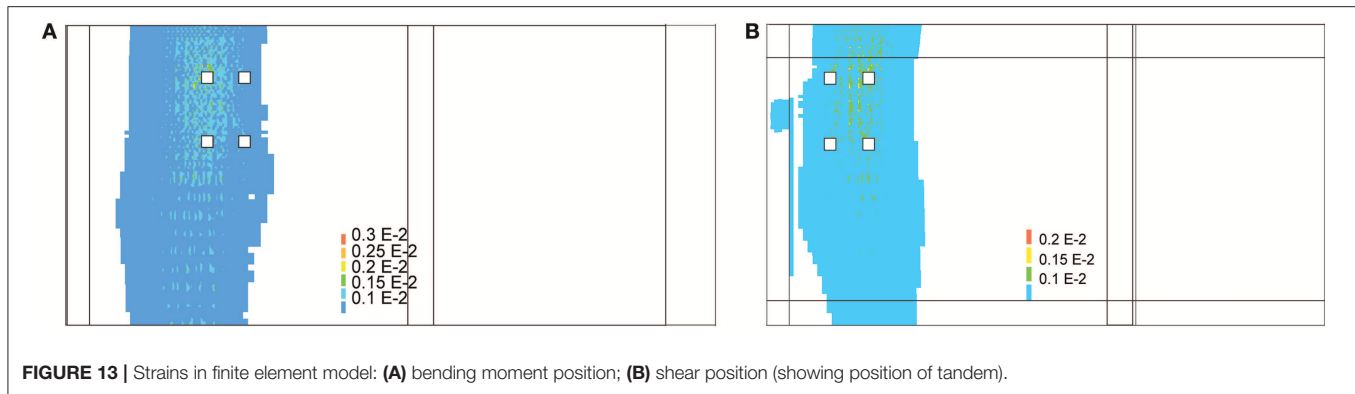 A
B
0.3 E-2
0.25 E-2
0.2 E-2
0.15 E-2
0.1 E-2
0.2 E-2
0.15 E-2
0.1 E-2
FIGURE 13 | Strains in finite element model: (A) bending moment position; (B) shear position (showing position of tandem).